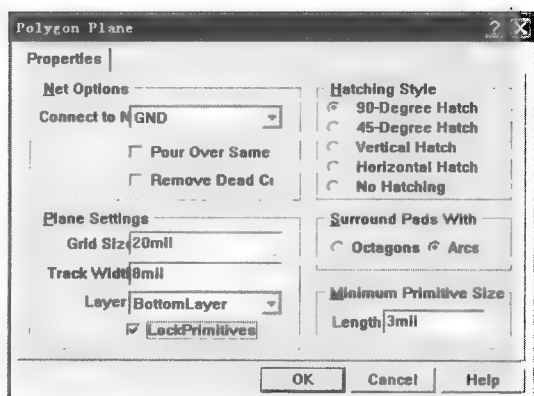 Polygon Plane
Properties
Net Options
Connect to N GND
Pour Over Same
Remove Dead C
Hatching Style
90-Degree Hatch
45-Degree Hatch
Vertical Hatch
Horizontal Hatch
No Hatching
Plane Settings
Grid Size 20mil
Track Widt 8mil
Layer BottomLayer
LockPrimitives
Surround Pads With
Octagons Arcs
Minimum Primitive Size
Length 3mil
OK Cancel Help